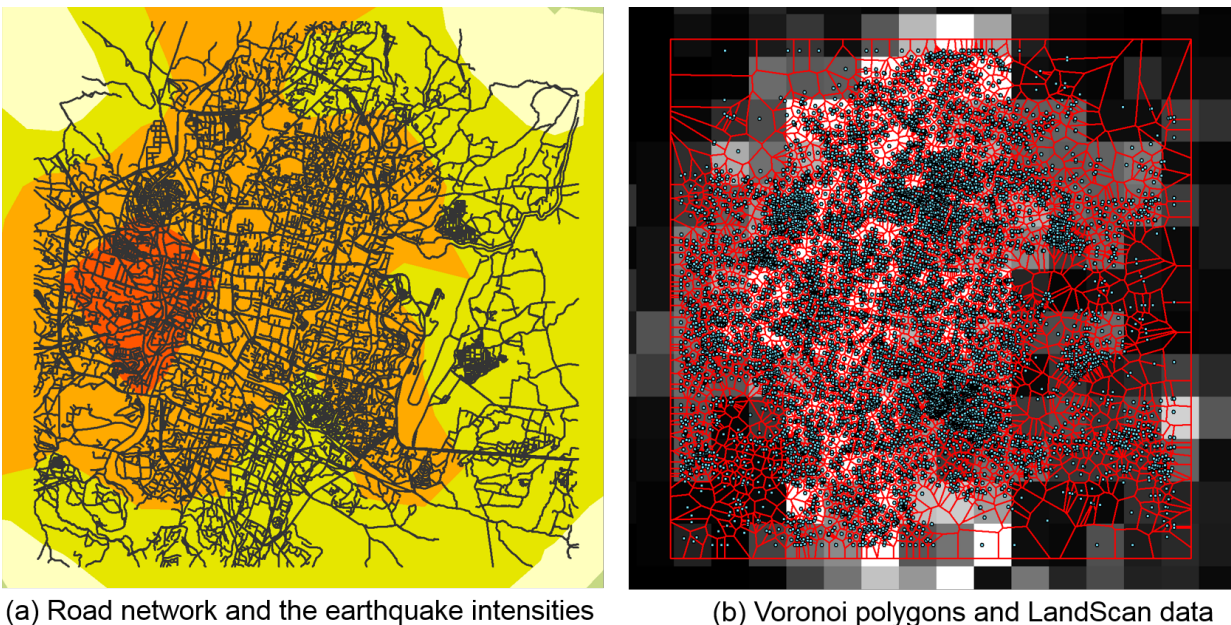 (a) Road network and the earthquake intensities
(b) Voronoi polygons and LandScan data